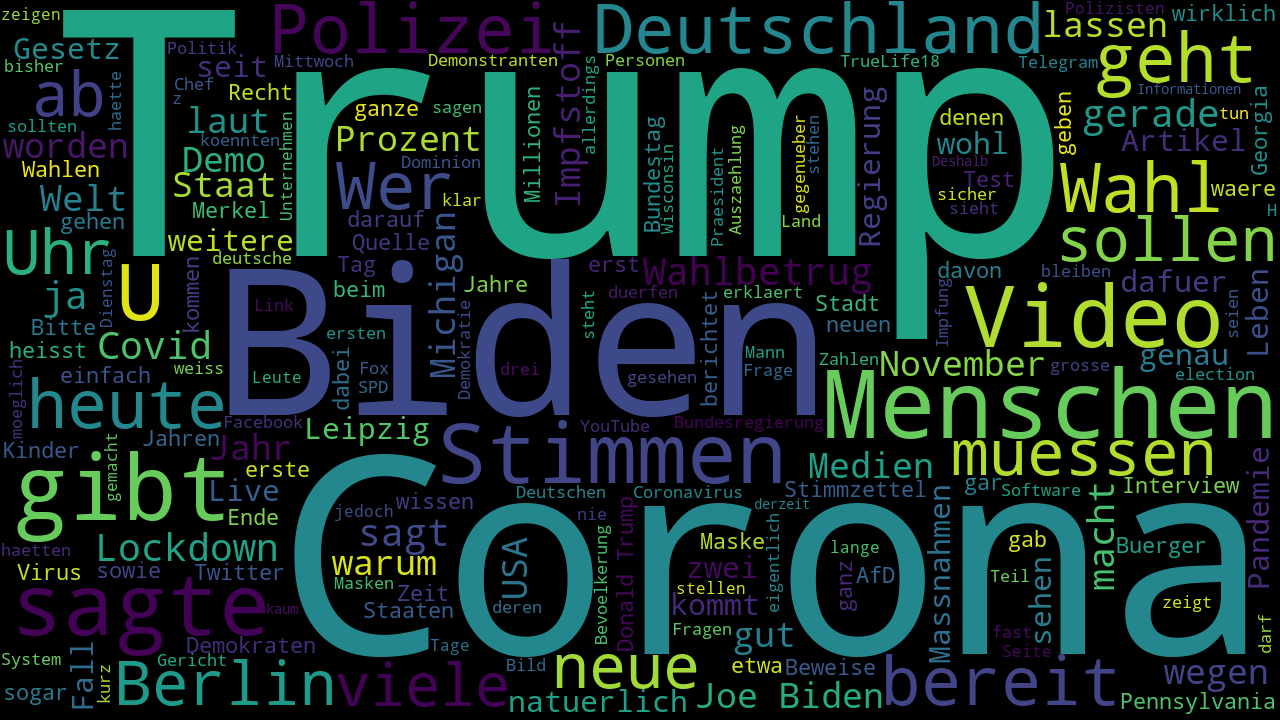 zeigen
Trump
Polizei
Deutschland
Polizisten
wirklich
lassen
Gesetz
Politik
seit
Mittwoch
Demonstranten
Impfstoff
allerdings
Personen
TrueLife18
Telegram
geht
bisher
ab
haette
Chef
z
Recht
ganze
sagen
Millionen
Informationen
sollten
worden
laut
koennten
Unternehmen
Prozent
Dominion
Bundestag
Wisconsin
Praesident
Auszaehlung
gegenueber
stehen
Regierung
denen
wohl
Deshalb
geben
gerade
tun
Artikel
Georgia
Wahlen
Demo
Staat
Wer
klar
Test
sicher
sieht
Wahl
waere
H
Welt
gehen
Merkel
weitere
deutsche
darauf
Quelle
Land
sollen
Uhr
U
kommen
Dienstag
Tag
beim
Michigan
Jahre
erst
Wahlbetrug
duerfen
erklaert
Stadt
davon
bleiben
dafuer
ja
Bitte
Link
Biden
steht
berichtet
neuen
Impfung
Video
seien
Leben
heisst
Covid
ersten
dabei
Fox
SPD
Demokratie
drei
gesehen
Mann
Frage
Zahlen
November
grosse
genau
election
moeglich
einfach
weiss
Leute
heute
Facebook
Leipzig
YouTube
Bundesregierung
Menschen
Kinder
gemacht
Jahren
Jahr
Stimmen
Medien
muessen
gibt
Live
erste
wissen
Deutschen
Coronavirus
Stimmzettel
derzeit
gar
Software
Interview
Pandemie
Ende
jedoch
sagt
nie
Donald Trump
Corona
haetten
Lockdown
warum
USA
Bevoelkerung
Maske
eigentlich
lange
Massnahmen
gab
macht
Buerger
Virus
sowie
Twitter
Masken
Zeit
zwei
stellen
ganz
AfD
Teil
sehen
zeigt
sagte
kaum
Staaten
deren
kommt
Fragen
gut
fast
Seite
darf
Demokraten
Tage
System
Gericht
Bild
neue
etwa
Beweise
wegen
sogar
Fall
kurz
Berlin
viele
natuerlich
Joe Biden
bereit
Pennsylvania